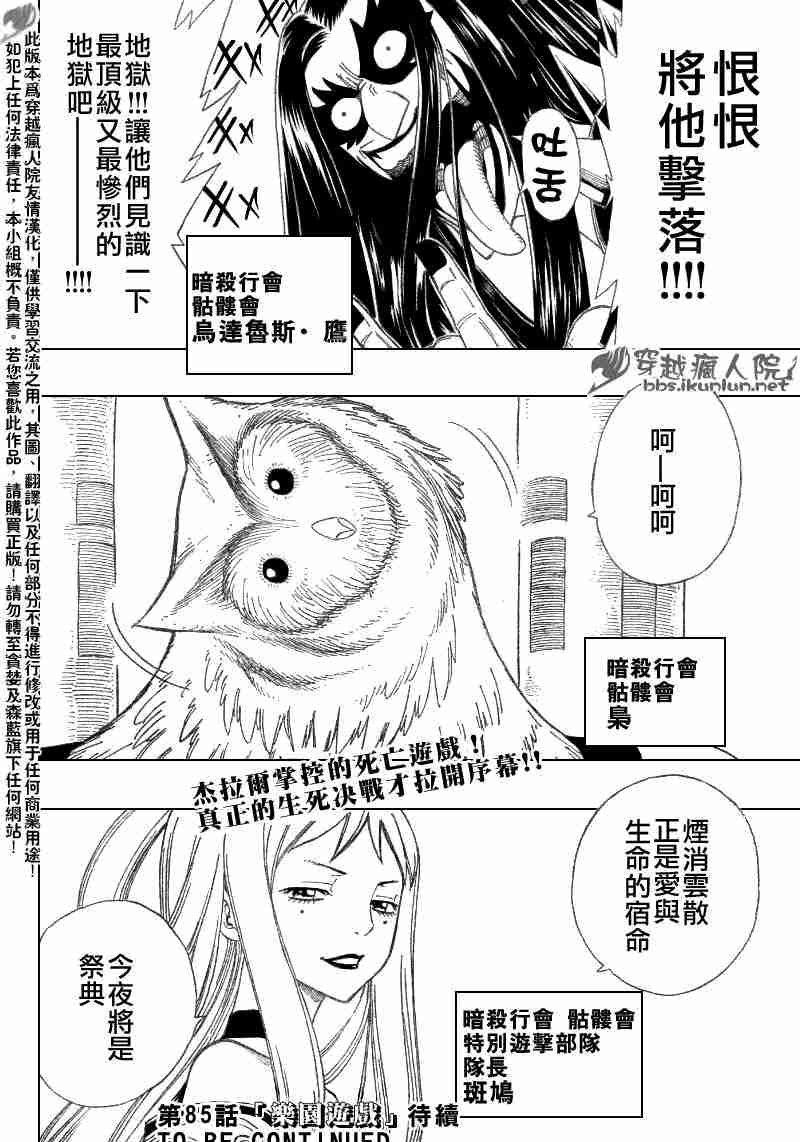 恨恨
將他擊落!!!!
吐舌
地獄!!!讓他們見識一下
最頂級又最慘烈的
地獄吧——!!!!
暗殺行會
骷髏會
烏達魯斯·鷹
穿越瘋人院
bbs.ikunlun.net
呵—呵呵
暗殺行會
骷髏會
梟
杰拉爾掌控的死亡遊戲!
真正的生死決戰才拉開序幕!!
煙消雲散
正是愛與
生命的宿命
今夜將是
祭典
暗殺行會 骷髏會
特別遊擊部隊
隊長
斑鳩
第85話「樂園遊戲」待續
TO BE CONTINUED
此版本爲穿越瘋人院友情漢化,僅供學習交流之用,其圖、翻譯以及任何部分不得進行修改或用于任何商業用途!
如犯上任何法律責任,本小組概不負責。若您喜歡此作品,請購買正版!請勿轉至貪婪及森藍旗下任何網站!